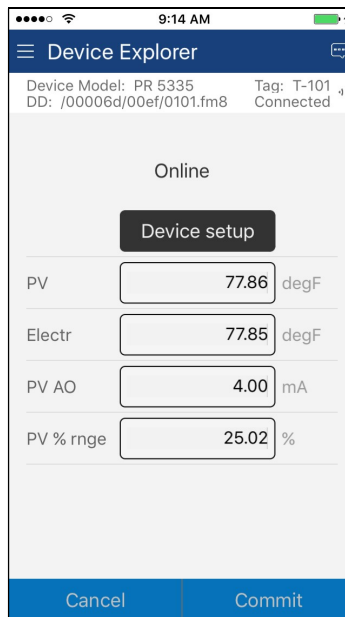 9:14 AM
Device Explorer
Device Model: PR 5335 Tag: T-101
DD: /00006d/00ef/0101.fm8 Connected
Online
Device setup
PV 77.86 degF
Electr 77.85 degF
PV AO 4.00 mA
PV % rnge 25.02 %
Cancel Commit